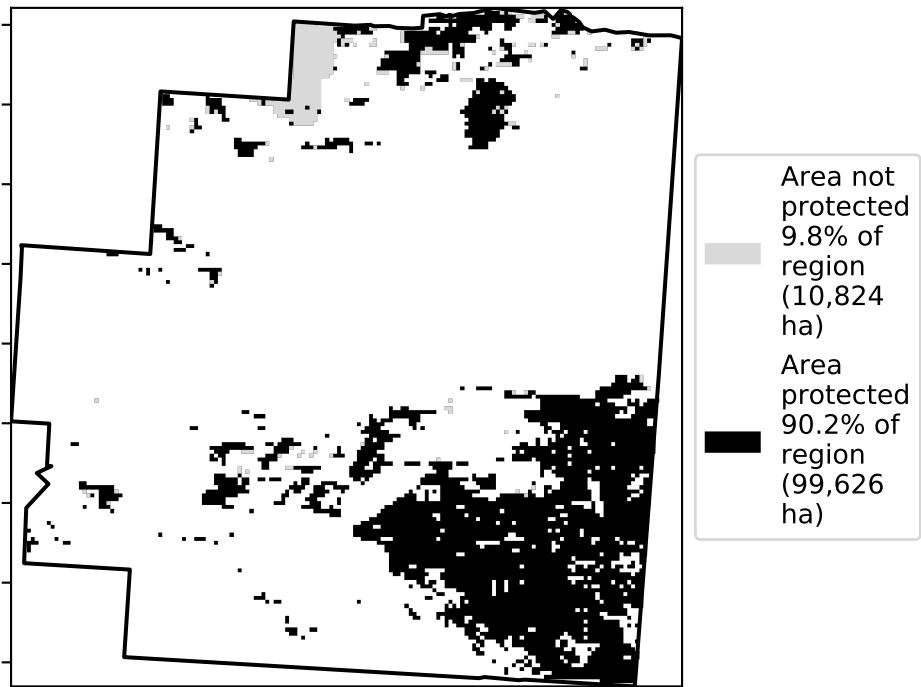 Area not
protected
9.8% of
region
(10,824
ha)
Area
protected
90.2% of
region
(99,626
ha)